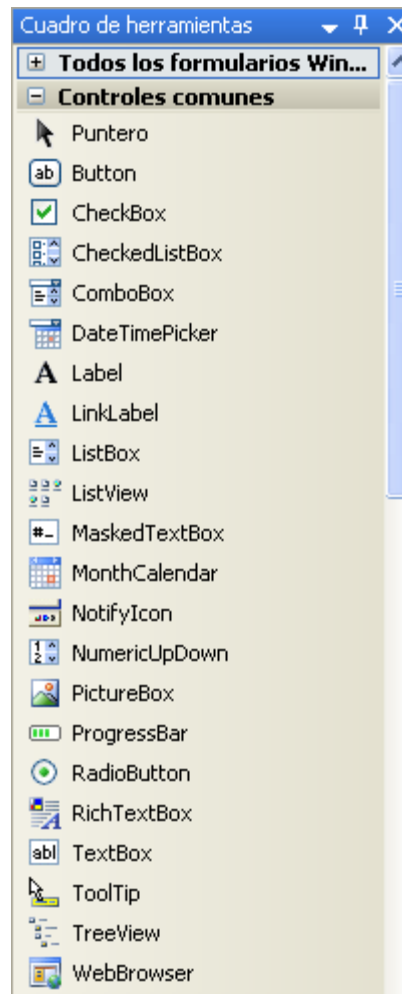 Cuadro de herramientas
Todos los formularios Win...
Controles comunes
Puntero
Button
CheckBox
CheckedListBox
ComboBox
DateTimePicker
Label
LinkLabel
ListBox
ListView
MaskedTextBox
MonthCalendar
NotifyIcon
NumericUpDown
PictureBox
ProgressBar
RadioButton
RichTextBox
TextBox
ToolTip
TreeView
WebBrowser